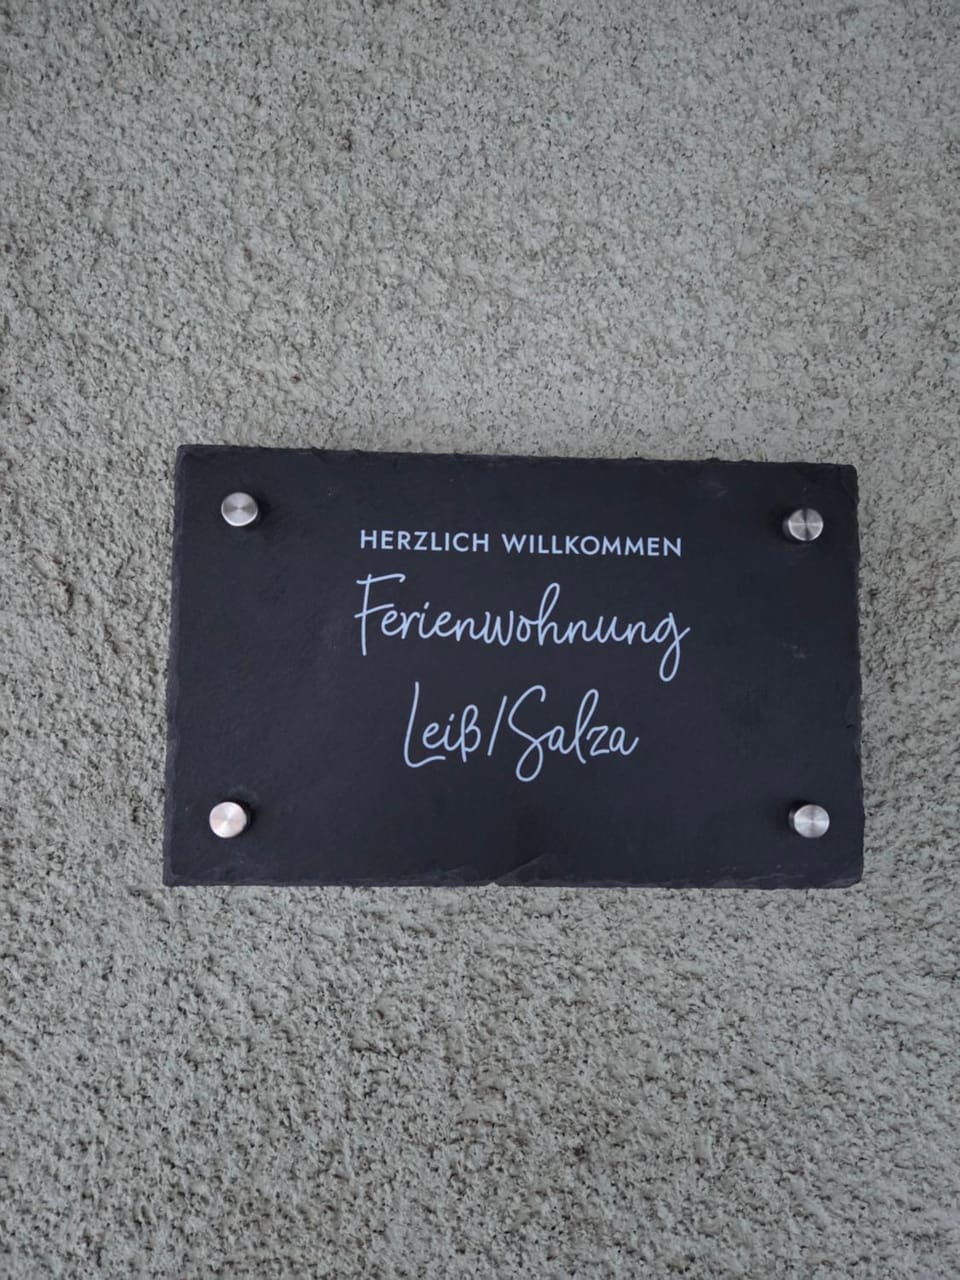 HERZLICH WILLKOMMEN
Ferienwohnung
Leiß/Salza